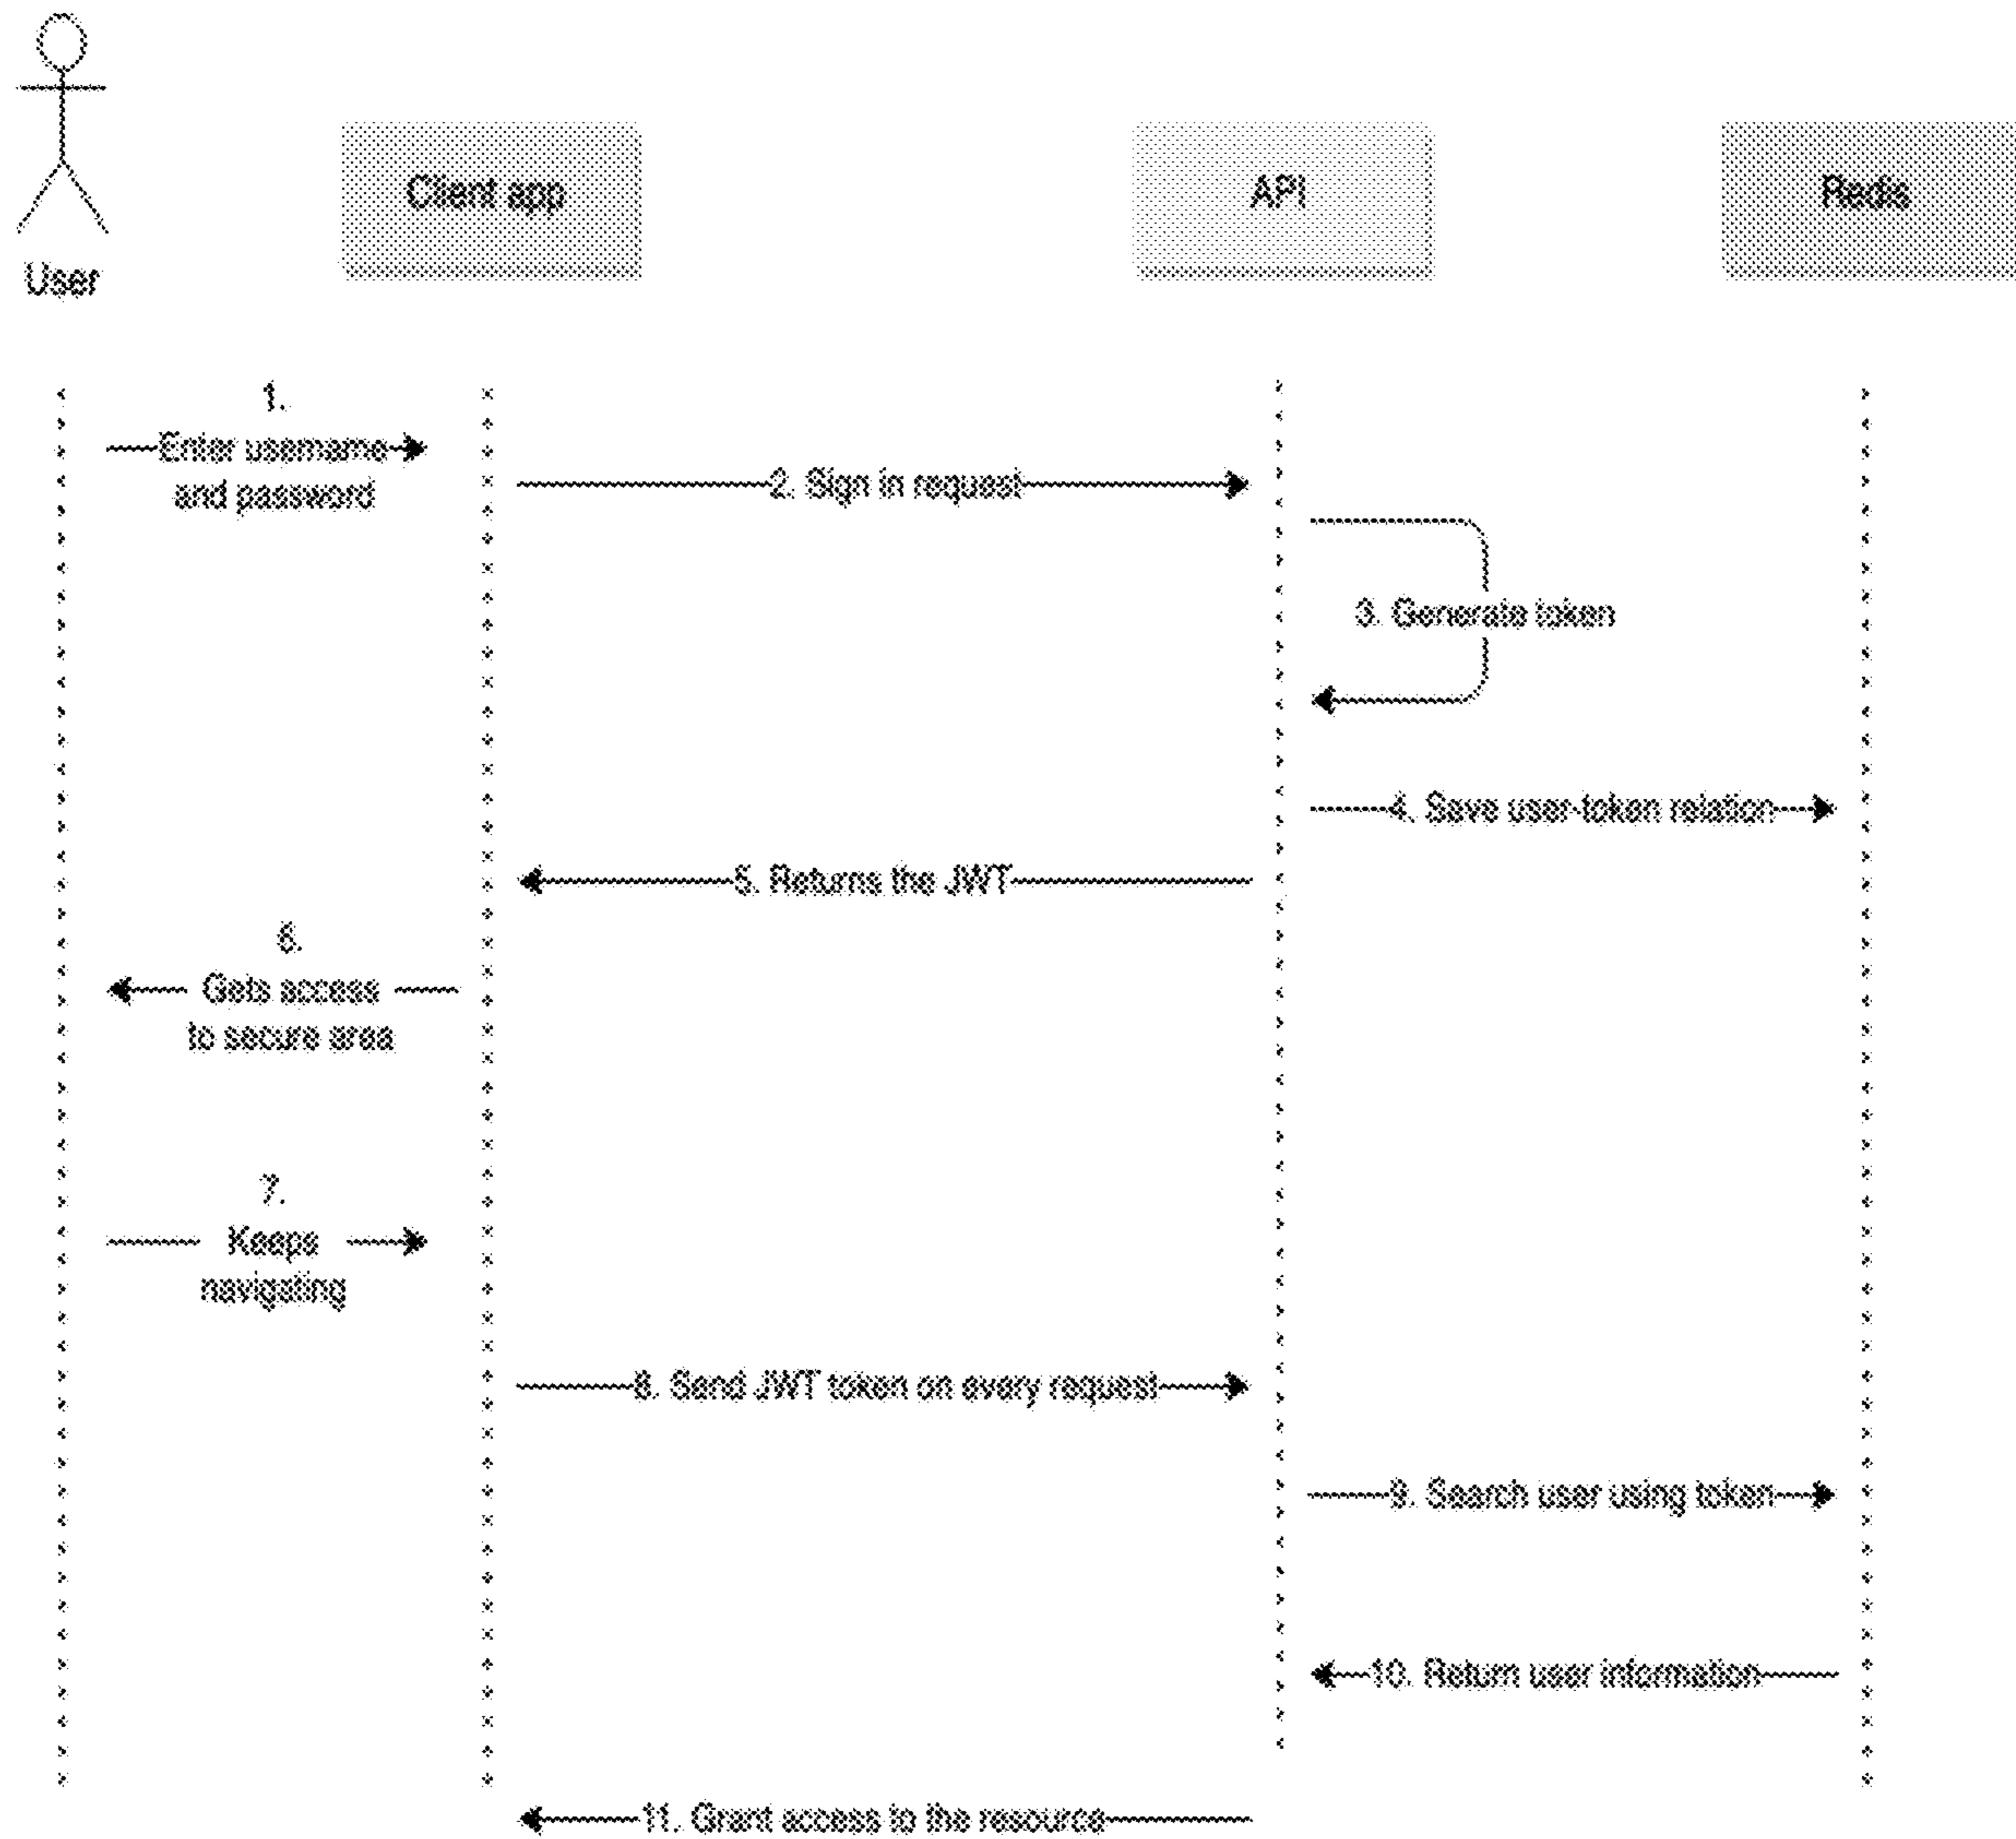 User
Client app
API
Redis
1.
Enter username
and password
2. Sign in request
3. Generate token
4. Save user-token relation
5. Returns the JWT
6.
Gets access
to secure area
7.
Keeps
navigating
8. Send JWT token on every request
9. Search user using token
10. Return user information
11. Grant access to the resource